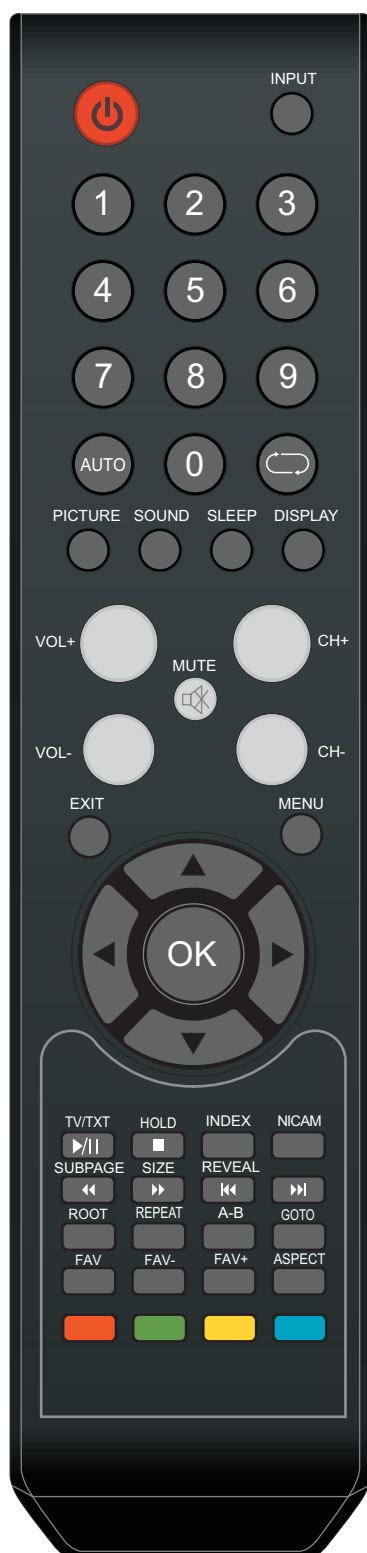 INPUT
1 2 3
4 5 6
7 8 9
AUTO 0
PICTURE SOUND SLEEP DISPLAY
VOL+ CH+
MUTE
VOL- CH-
EXIT MENU
OK
TV/TXT HOLD INDEX NICAM
SUBPAGE SIZE REVEAL
ROOT REPEAT A-B GOTO
FAV FAV- FAV+ ASPECT